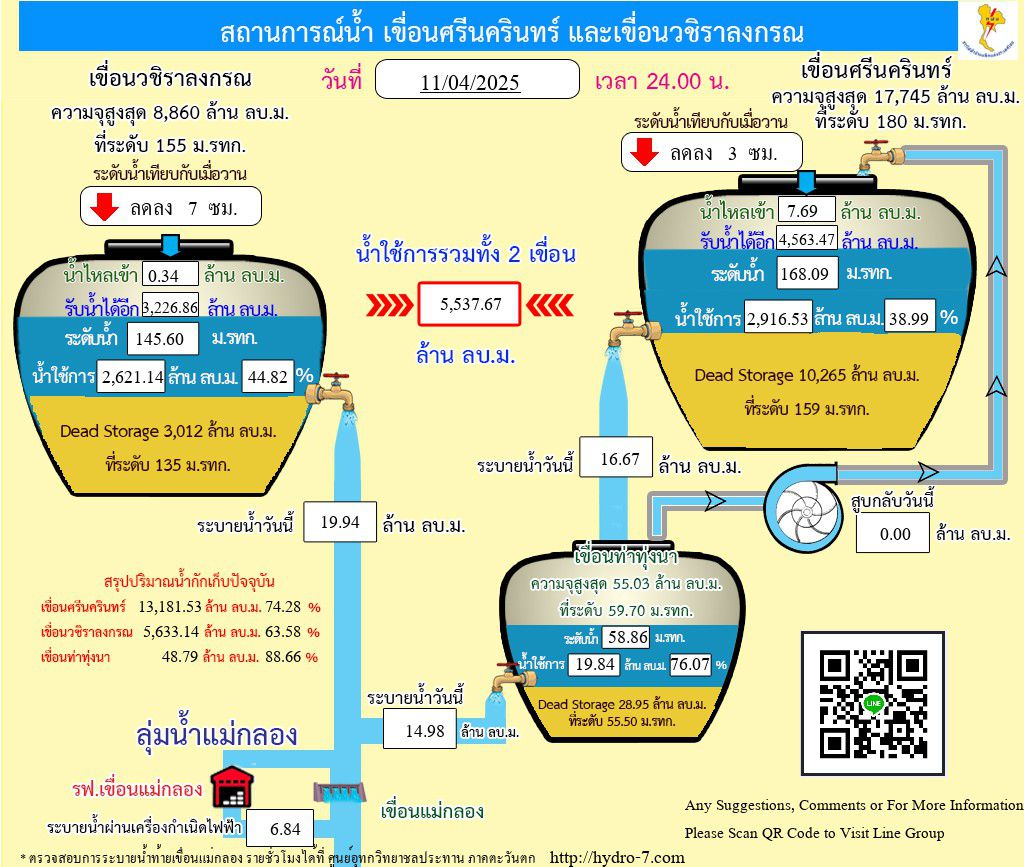 สถานการณ์น้ำ เขื่อนศรีนครินทร์ และเขื่อนวชิราลงกรณ
วันที่ 11/04/2025 เวลา 24.00 น.
เขื่อนวชิราลงกรณ
ความจุสูงสุด 8,860 ล้าน ลบ.ม.
ที่ระดับ 155 ม.รทก.
ระดับน้ำเทียบกับเมื่อวาน
ลดลง 7 ซม.
น้ำไหลเข้า 0.34 ล้าน ลบ.ม.
รับน้ำได้อีก 3,226.86 ล้าน ลบ.ม.
ระดับน้ำ 145.60 ม.รทก.
น้ำใช้การ 2,621.14 ล้าน ลบ.ม. 44.82 %
Dead Storage 3,012 ล้าน ลบ.ม.
ที่ระดับ 135 ม.รทก.
ระบายน้ำวันนี้ 19.94 ล้าน ลบ.ม.
น้ำใช้การรวมทั้ง 2 เขื่อน
5,537.67
ล้าน ลบ.ม.
เขื่อนศรีนครินทร์
ความจุสูงสุด 17,745 ล้าน ลบ.ม.
ที่ระดับ 180 ม.รทก.
ระดับน้ำเทียบกับเมื่อวาน
ลดลง 3 ซม.
น้ำไหลเข้า 7.69 ล้าน ลบ.ม.
รับน้ำได้อีก 4,563.47 ล้าน ลบ.ม.
ระดับน้ำ 168.09 ม.รทก.
น้ำใช้การ 2,916.53 ล้าน ลบ.ม. 38.99 %
Dead Storage 10,265 ล้าน ลบ.ม.
ที่ระดับ 159 ม.รทก.
ระบายน้ำวันนี้ 16.67 ล้าน ลบ.ม.
สูบกลับวันนี้
0.00 ล้าน ลบ.ม.
เขื่อนท่าทุ่งนา
ความจุสูงสุด 55.03 ล้าน ลบ.ม.
ที่ระดับ 59.70 ม.รทก.
ระดับน้ำ 58.86 ม.รทก.
น้ำใช้การ 19.84 ล้าน ลบ.ม. 76.07 %
Dead Storage 28.95 ล้าน ลบ.ม.
ที่ระดับ 55.50 ม.รทก.
ระบายน้ำวันนี้
14.98 ล้าน ลบ.ม.
สรุปปริมาณน้ำกักเก็บปัจจุบัน
เขื่อนศรีนครินทร์ 13,181.53 ล้าน ลบ.ม. 74.28 %
เขื่อนวชิราลงกรณ 5,633.14 ล้าน ลบ.ม. 63.58 %
เขื่อนท่าทุ่งนา 48.79 ล้าน ลบ.ม. 88.66 %
ลุ่มน้ำแม่กลอง
รฟ.เขื่อนแม่กลอง
เขื่อนแม่กลอง
ระบายน้ำผ่านเครื่องกำเนิดไฟฟ้า 6.84
LINE
Any Suggestions, Comments or For More Information
Please Scan QR Code to Visit Line Group
* ตรวจสอบการระบายน้ำท้ายเขื่อนแม่กลอง รายชั่วโมงได้ที่ ศูนย์อุทกวิทยาชลประทาน ภาคตะวันตก http://hydro-7.com/